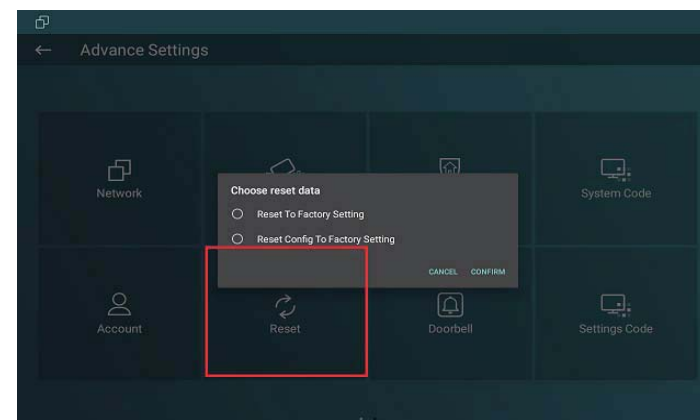 Advance Settings
Network
System Code
Choose reset data
Reset To Factory Setting
Reset Config To Factory Setting
CANCEL CONFIRM
Account
Reset
Doorbell
Settings Code